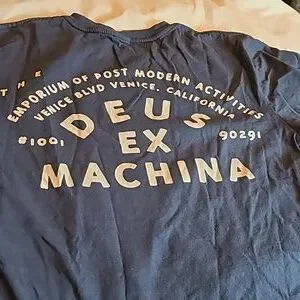 THE
EMPORIUM OF POST MODERN ACTIVITIES
VENICE BLVD VENICE, CALIFORNIA
#1001 DEUS 90291
EX
MACHINA